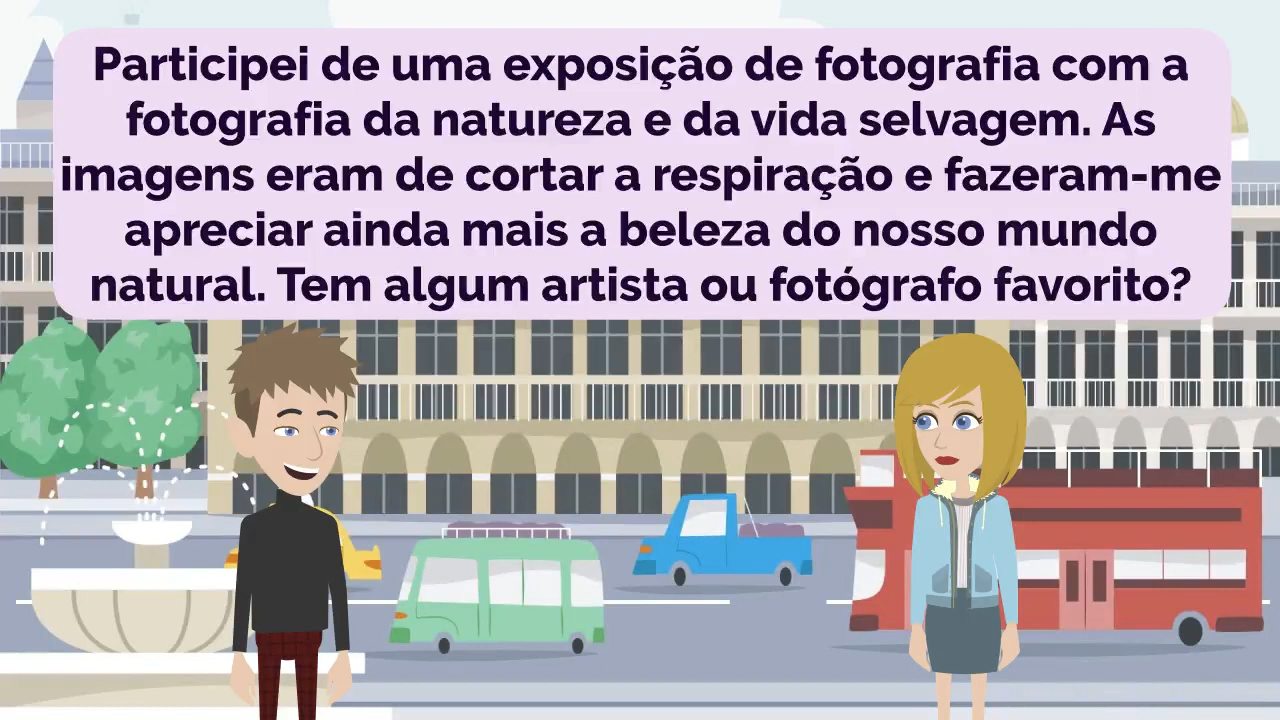 Participei de uma exposição de fotografia com a
fotografia da natureza e da vida selvagem. As
imagens eram de cortar a respiração e fazeram-me
apreciar ainda mais a beleza do nosso mundo
natural. Tem algum artista ou fotógrafo favorito?